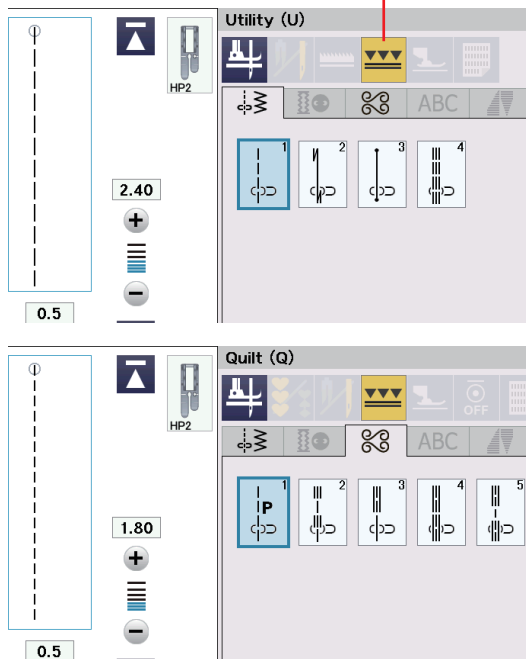 Utility (U)
HP2
ABC
1 2 3 4
2.40
0.5
Quilt (Q)
HP2
OFF
ABC
1 2 3 4 5
P
1.80
0.5